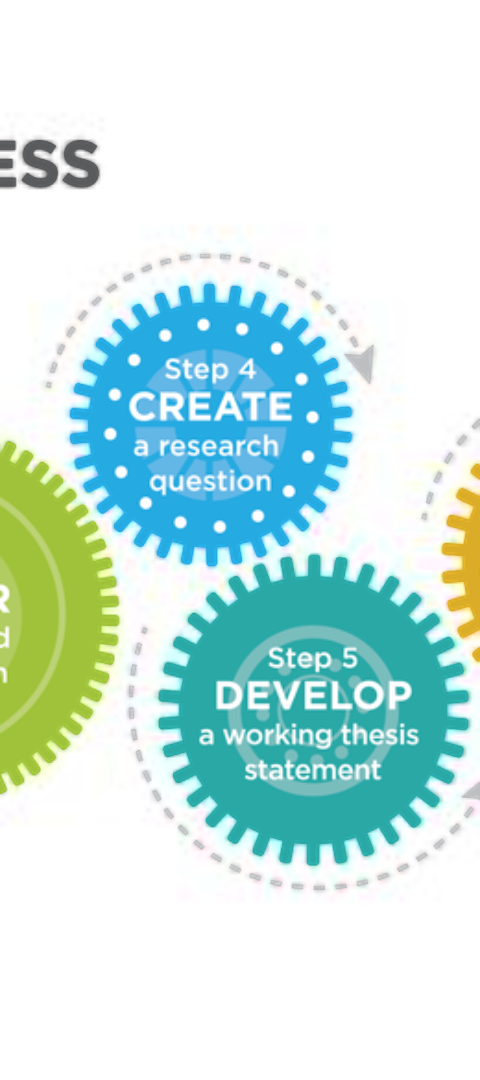 ESS
Step 4
CREATE
a research
question
R
d
n
Step 5
DEVELOP
a working thesis
statement